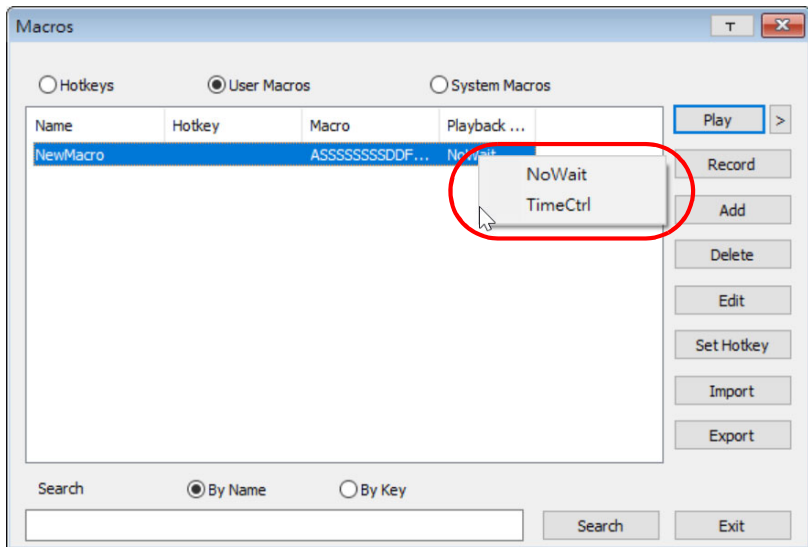 Macros
Hotkeys User Macros System Macros
Name Hotkey Macro Playback ... Play >
NewMacro ASSSSSSSSDDF... NoWait
NoWait Record
TimeCtrl Add
Delete
Edit
Set Hotkey
Import
Export
Search By Name By Key
Search Exit